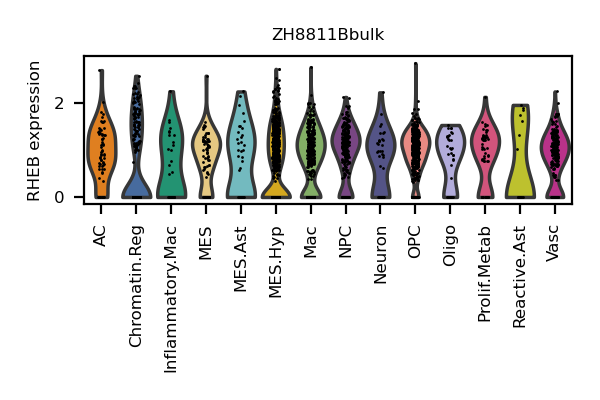 ZH8811Bbulk
RHEB expression
2
0
AC
Chromatin.Reg
Inflammatory.Mac
MES
MES.Ast
MES.Hyp
Mac
NPC
Neuron
OPC
Oligo
Prolif.Metab
Reactive.Ast
Vasc